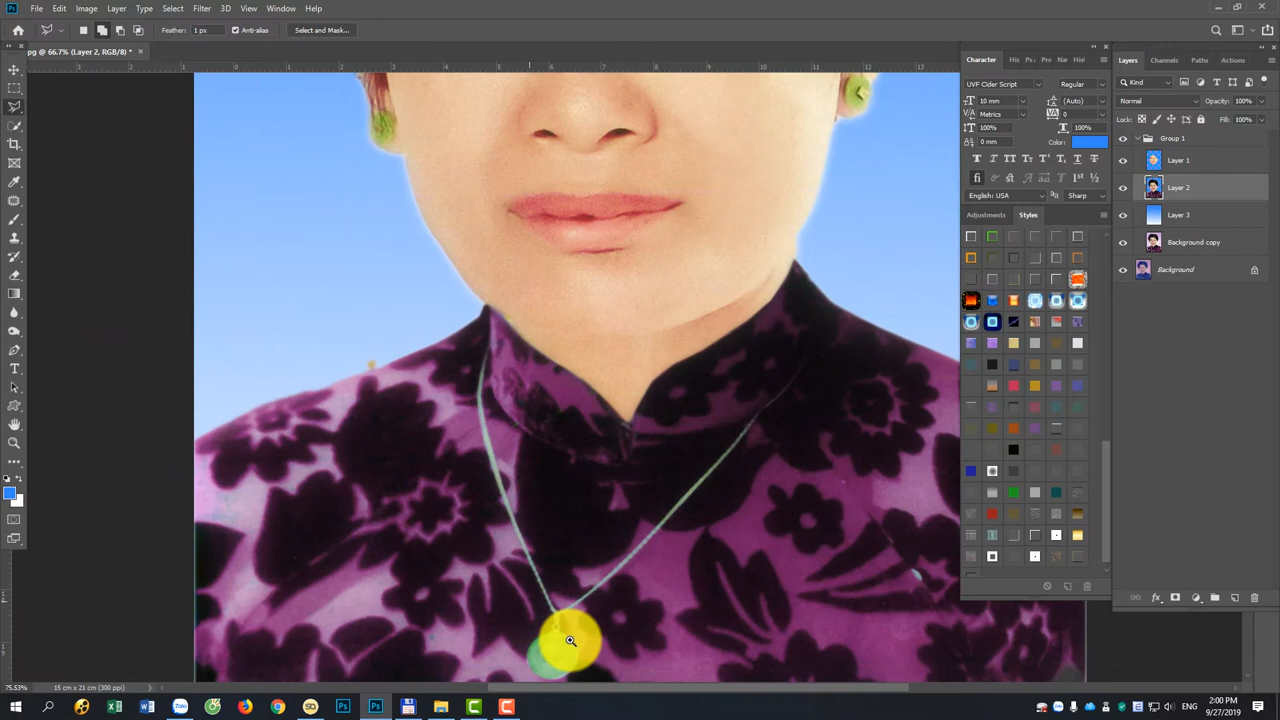 File Edit Image Layer Type Select Filter 3D View Window Help
Feather: 1 px Anti-alias Select and Mask...
pg @ 66.7% (Layer 2, RGB/8) *
Character His Na Hir
UVF Cider Script Regular
10 mm (Auto)
Metrics 0
100% 100%
0 mm Color:
English: USA Sharp
Adjustments Styles
Layers Channels Paths Actions
Kind
Normal Opacity: 100%
Lock: Fill: 100%
Group 1
Layer 1
Layer 2
Layer 3
Background copy
Background
75.53% 15 cm x 21 cm (300 ppi)
ENG 2:00 PM
9/27/2019